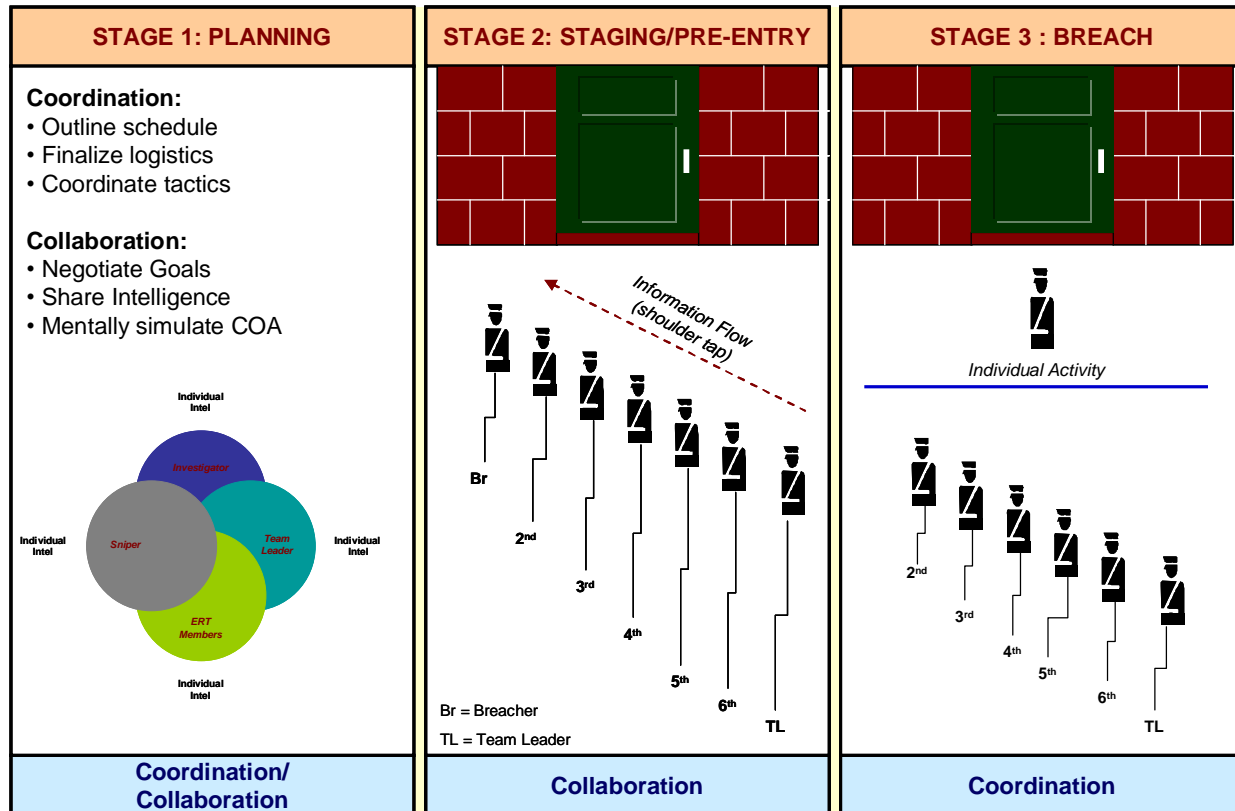 STAGE 1: PLANNING
Coordination:
• Outline schedule
• Finalize logistics
• Coordinate tactics
Collaboration:
• Negotiate Goals
• Share Intelligence
• Mentally simulate COA
Individual
Intel
Investigator
Individual
Intel
Sniper
Team
Leader
Individual
Intel
ERT
Members
Individual
Intel
Coordination/
Collaboration
STAGE 2: STAGING/PRE-ENTRY
Information Flow
(shoulder tap)
Br
2nd
3rd
4th
5th
6th
TL
Br = Breacher
TL = Team Leader
Collaboration
STAGE 3 : BREACH
Individual Activity
2nd
3rd
4th
5th
6th
TL
Coordination